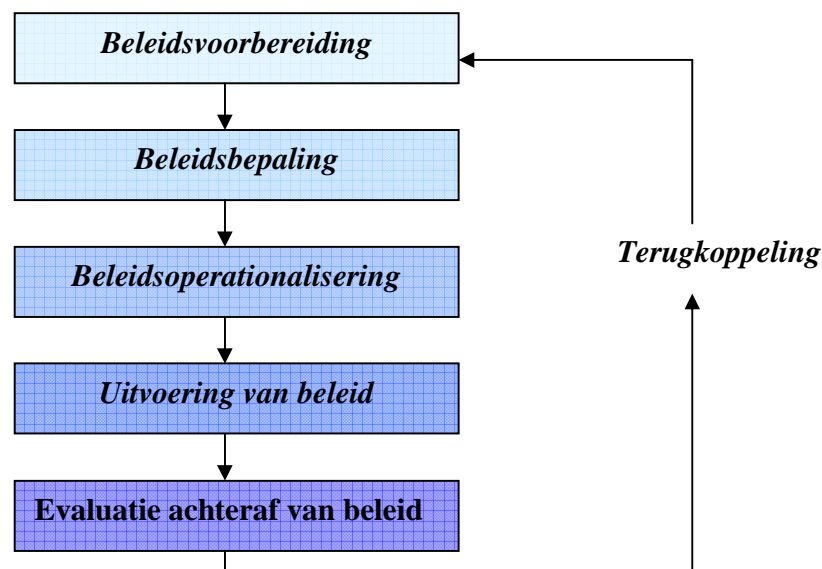 Beleidsvoorbereiding
Beleidsbepaling
Beleidsoperationalisering
Terugkoppeling
Uitvoering van beleid
Evaluatie achteraf van beleid